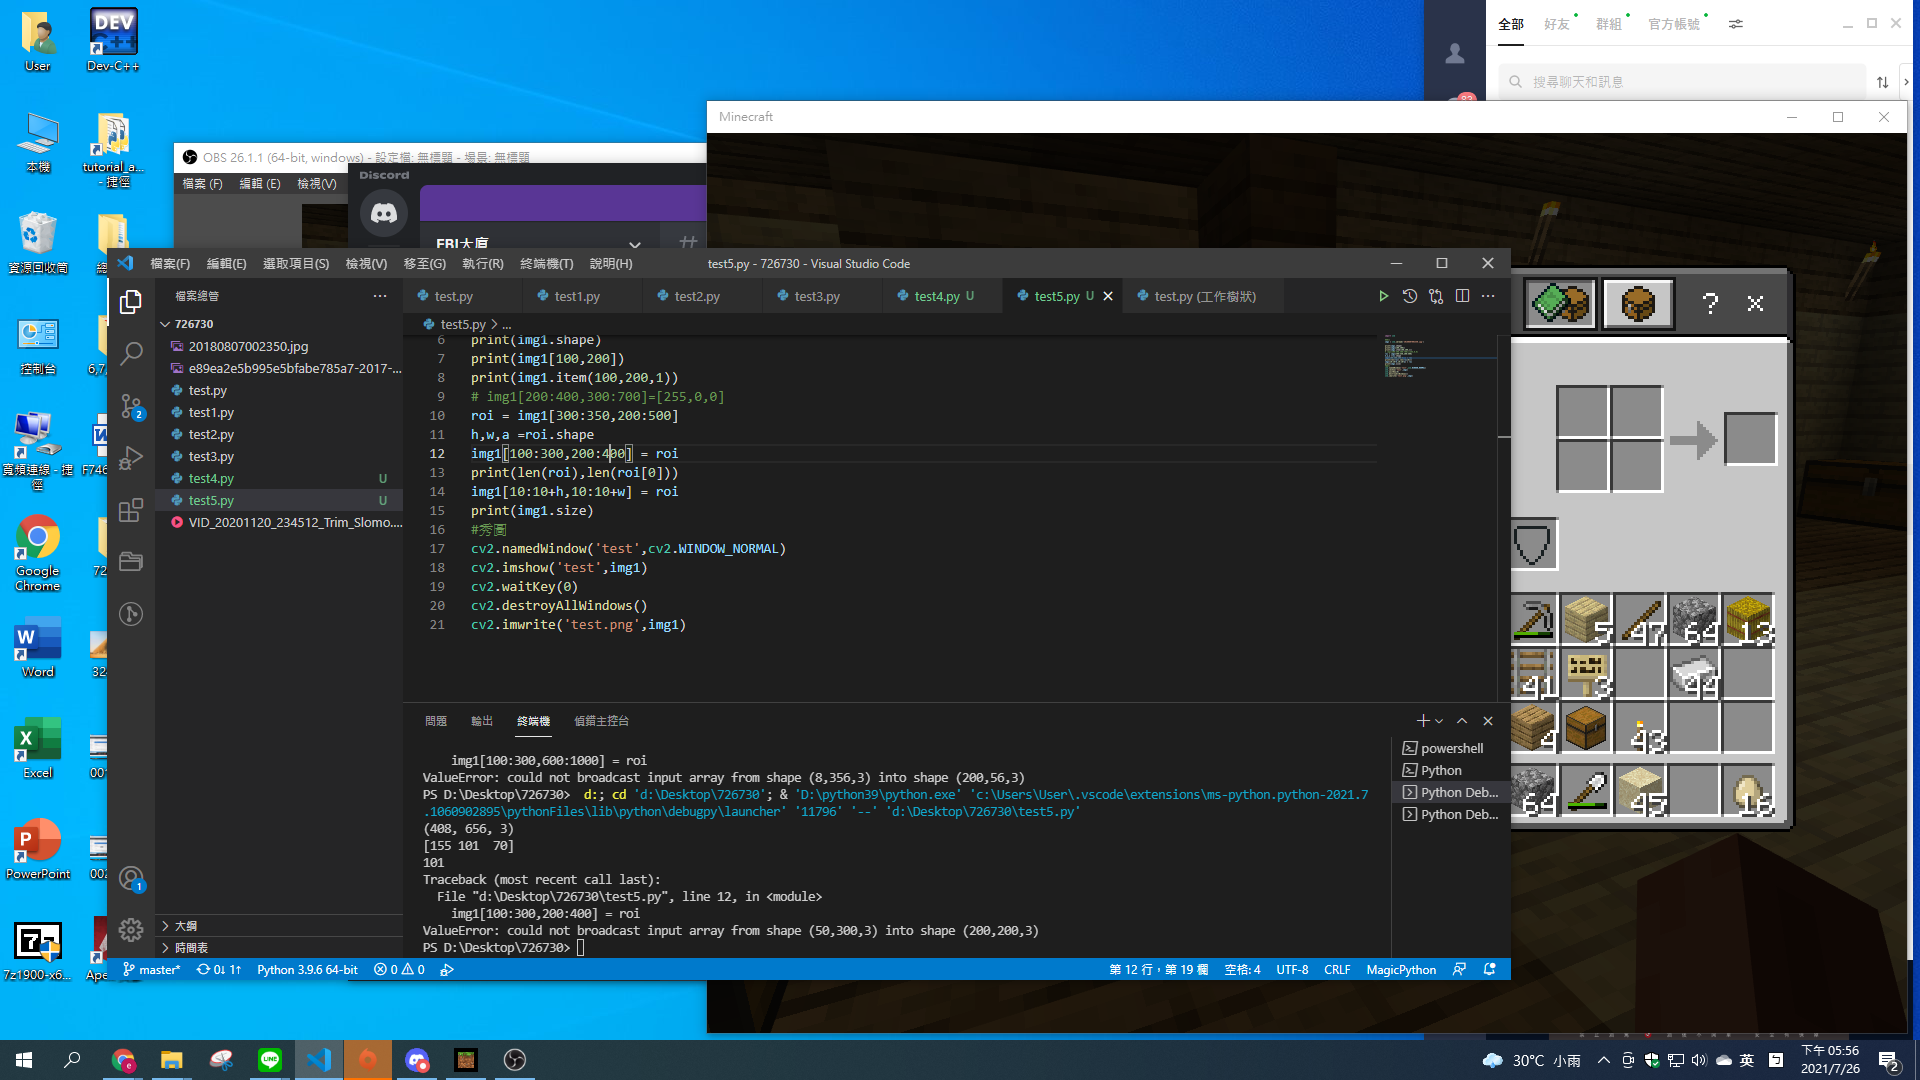 User
Dev-C++
本機
tutorial_a...
- 捷徑
資源回收筒
控制台
寬頻連線 - 捷
徑
Google
Chrome
Word
Excel
PowerPoint
7z1900-x6...
全部
好友
群組
官方帳號
搜尋聊天和訊息
Minecraft
OBS 26.1.1 (64-bit, windows) - 設定檔: 無標題 - 場景: 無標題
檔案 (F)
編輯 (E)
檢視(V)
Discord
FBI大廈
檔案(F)
編輯(E)
選取項目(S)
檢視(V)
移至(G)
執行(R)
終端機(T)
說明(H)
test5.py - 726730 - Visual Studio Code
檔案總管
test.py
test1.py
test2.py
test3.py
test4.py U
test5.py U
test.py (工作樹狀)
test5.py > ...
726730
20180807002350.jpg
e89ea2e5b995e5bfabe785a7-2017-...
test.py
test1.py
test2.py
test3.py
test4.py U
test5.py U
VID_20201120_234512_Trim_Slomo....
大綱
時間表
6 print(img1.shape)
7 print(img1[100,200])
8 print(img1.item(100,200,1))
9 # img1[200:400,300:700]=[255,0,0]
10 roi = img1[300:350,200:500]
11 h,w,a =roi.shape
12 img1[100:300,200:400] = roi
13 print(len(roi),len(roi[0]))
14 img1[10:10+h,10:10+w] = roi
15 print(img1.size)
16 #秀圖
17 cv2.namedWindow('test',cv2.WINDOW_NORMAL)
18 cv2.imshow('test',img1)
19 cv2.waitKey(0)
20 cv2.destroyAllWindows()
21 cv2.imwrite('test.png',img1)
問題
輸出
終端機
偵錯主控台
img1[100:300,600:1000] = roi
ValueError: could not broadcast input array from shape (8,356,3) into shape (200,56,3)
PS D:\Desktop\726730>  d:; cd 'd:\Desktop\726730'; & 'D:\python39\python.exe' 'c:\Users\User\.vscode\extensions\ms-python.python-2021.7
.1060902895\pythonFiles\lib\python\debugpy\launcher' '11796' '--' 'd:\Desktop\726730\test5.py'
(408, 656, 3)
[155 101  70]
101
Traceback (most recent call last):
  File "d:\Desktop\726730\test5.py", line 12, in <module>
    img1[100:300,200:400] = roi
ValueError: could not broadcast input array from shape (50,300,3) into shape (200,200,3)
PS D:\Desktop\726730>
powershell
Python
Python Deb...
Python Deb...
master*
0↓ 1↑
Python 3.9.6 64-bit
0
0
第 12 行，第 19 欄
空格: 4
UTF-8
CRLF
MagicPython
2
1
5
47
64
13
41
3
44
4
43
64
45
16
30°C 小雨
英
下午 05:56
2021/7/26
2